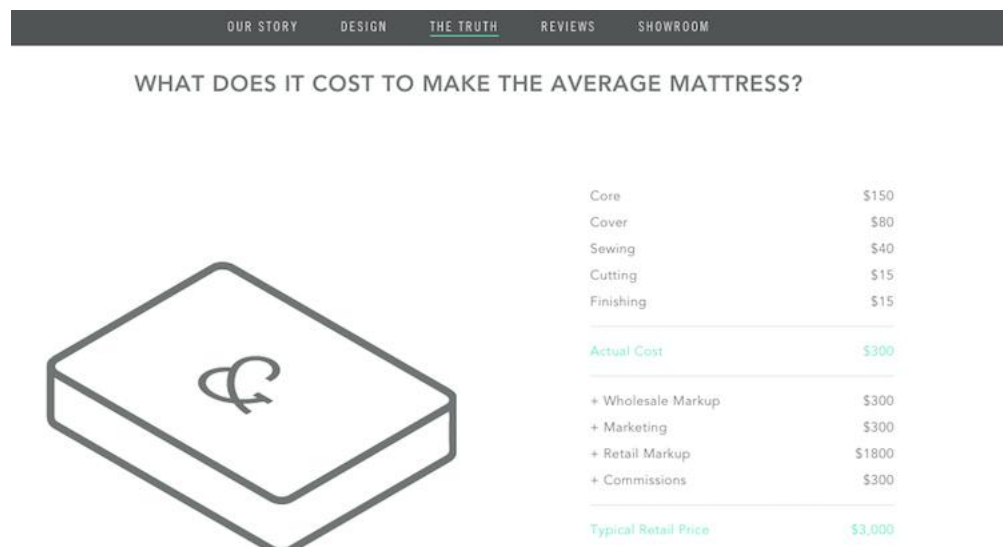 OUR STORY DESIGN THE TRUTH REVIEWS SHOWROOM
WHAT DOES IT COST TO MAKE THE AVERAGE MATTRESS?
Core $150
Cover $80
Sewing $40
Cutting $15
Finishing $15
Actual Cost $300
+ Wholesale Markup $300
+ Marketing $300
+ Retail Markup $1800
+ Commissions $300
Typical Retail Price $3,000
&